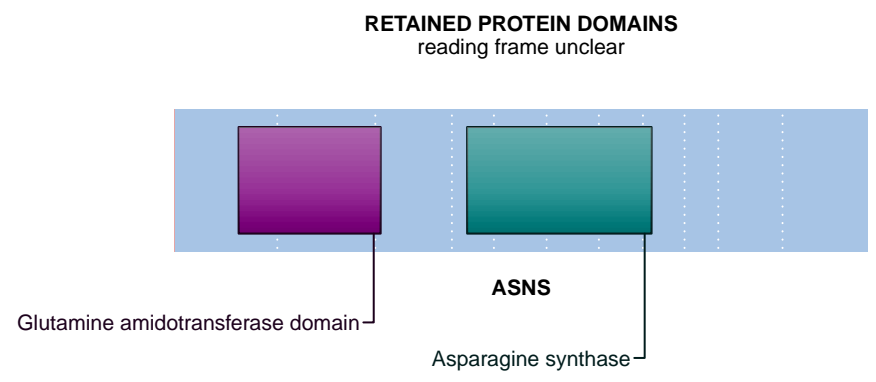 RETAINED PROTEIN DOMAINS
reading frame unclear
ASNS
Glutamine amidotransferase domain
Asparagine synthase